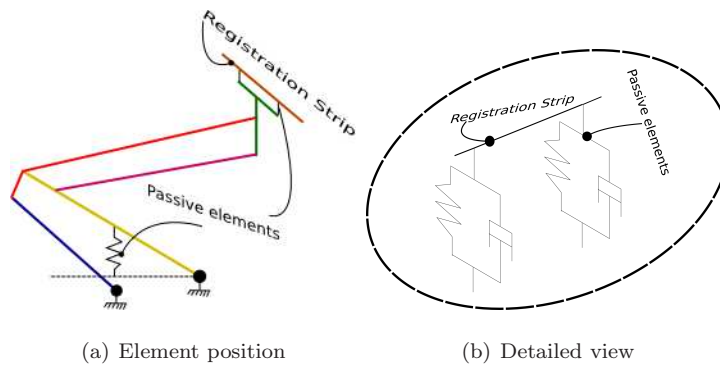 Registration Strip
Passive elements
Registration Strip
Passive elements
(a) Element position
(b) Detailed view